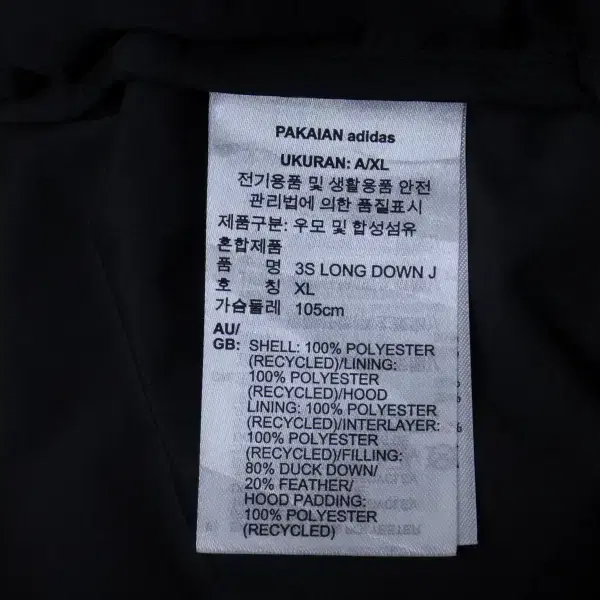 PAKAIAN adidas
UKURAN: A/XL
전기용품 및 생활용품 안전
관리법에 의한 품질표시
제품구분: 우모 및 합성섬유
혼합제품
품 명 3S LONG DOWN J
호 칭 XL
가슴둘레 105cm
AU/
GB: SHELL: 100% POLYESTER
(RECYCLED)/LINING:
100% POLYESTER
(RECYCLED)/HOOD
LINING: 100% POLYESTER
(RECYCLED)/INTERLAYER:
100% POLYESTER
(RECYCLED)/FILLING:
80% DUCK DOWN/
20% FEATHER/
HOOD PADDING:
100% POLYESTER
(RECYCLED)